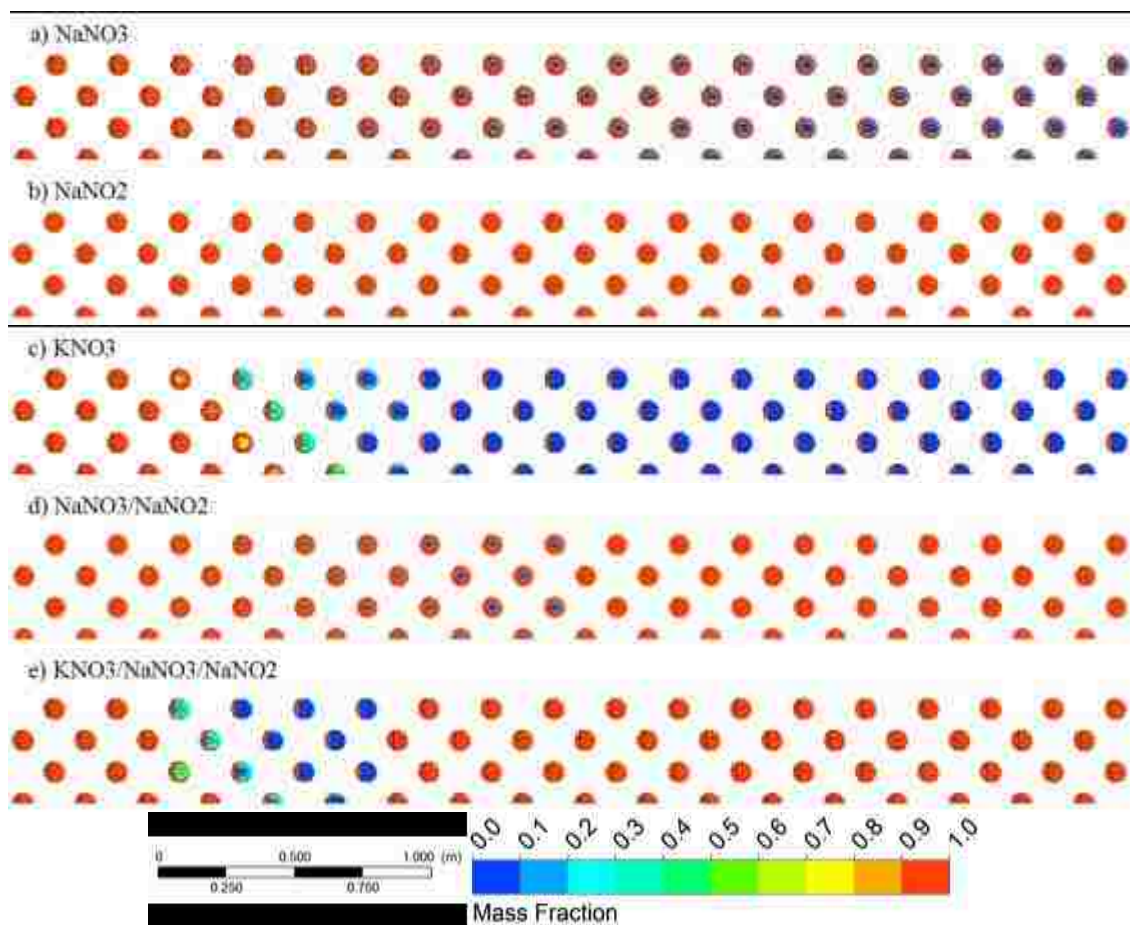 a) NaNO3
b) NaNO2
c) KNO3
d) NaNO3/NaNO2
e) KNO3/NaNO3/NaNO2
0 0.500 1.000 (m)
0.250 0.750
0.0 0.1 0.2 0.3 0.4 0.5 0.6 0.7 0.8 0.9 1.0
Mass Fraction